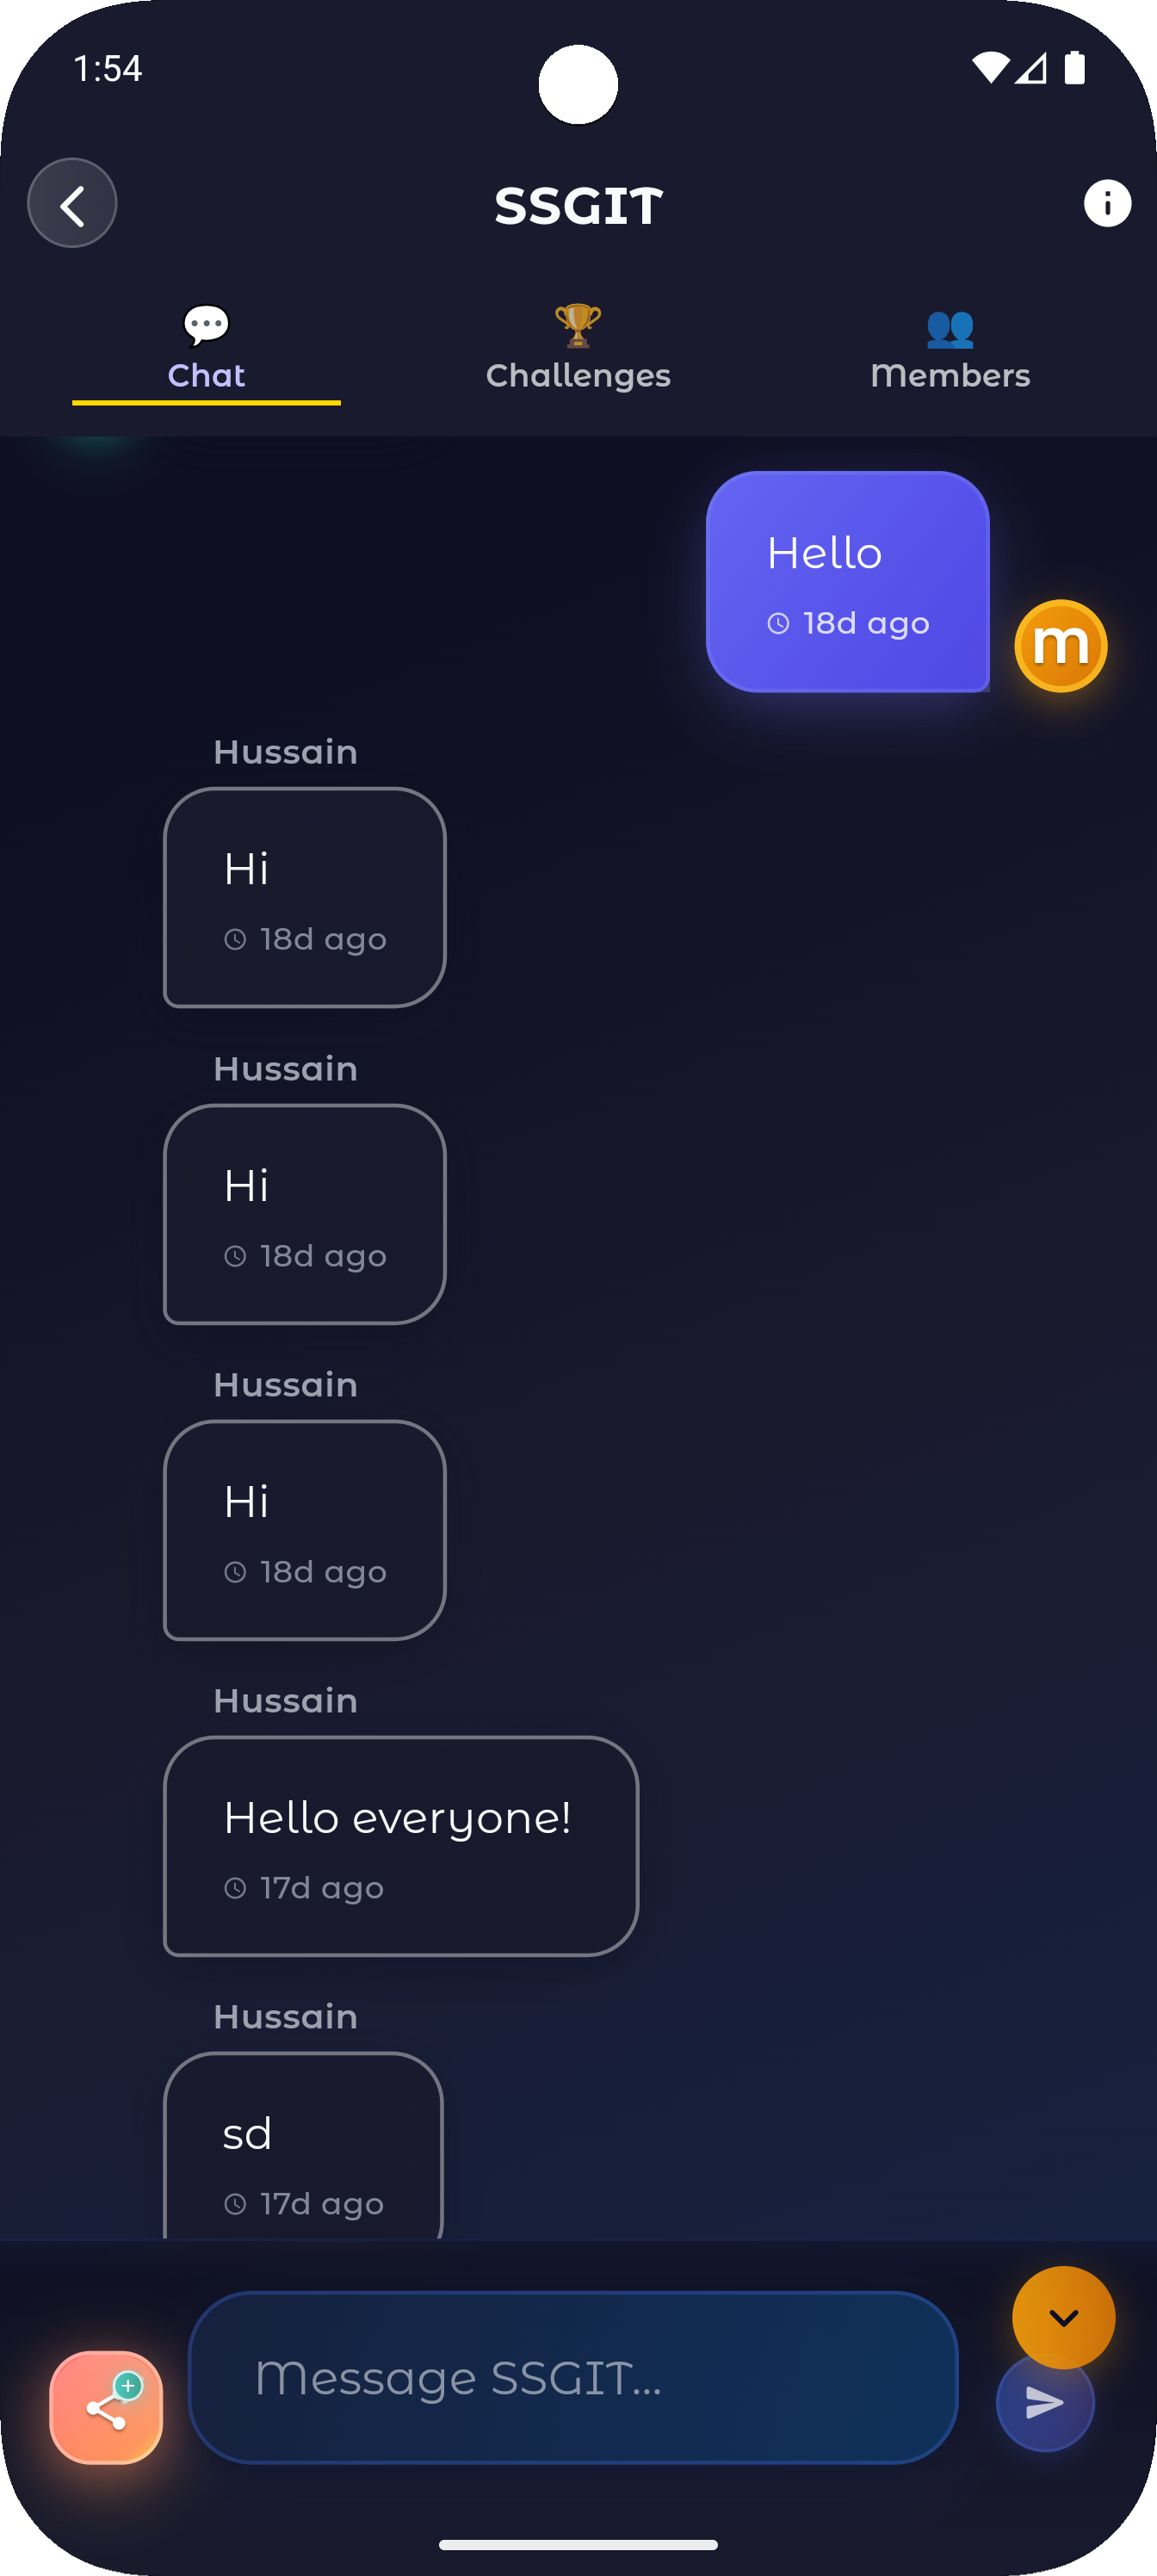 1:54
SSGIT
Chat
Challenges
Members
Hello
18d ago
m
Hussain
Hi
18d ago
Hussain
Hi
18d ago
Hussain
Hi
18d ago
Hussain
Hello everyone!
17d ago
Hussain
sd
17d ago
Message SSGIT...